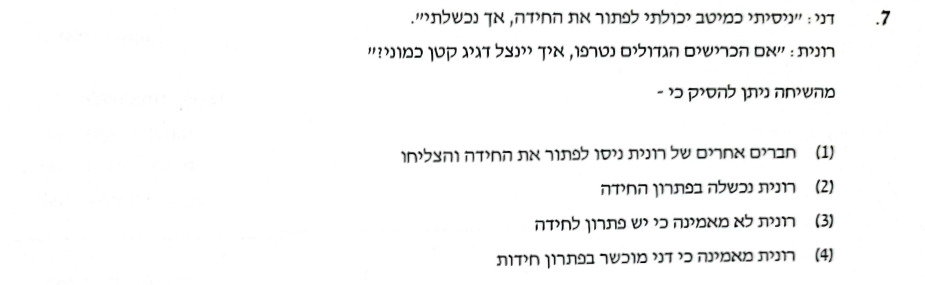 7. דני: "ניסיתי כמיטב יכולתי לפתור את החידה, אך נכשלתי".
רונית: "אם הכרישים הגדולים נטרפו, איך יינצל דגיג קטן כמוני?"
מהשיחה ניתן להסיק כי -
(1) חברים אחרים של רונית ניסו לפתור את החידה והצליחו
(2) רונית נכשלה בפתרון החידה
(3) רונית לא מאמינה כי יש פתרון לחידה
(4) רונית מאמינה כי דני מוכשר בפתרון חידות